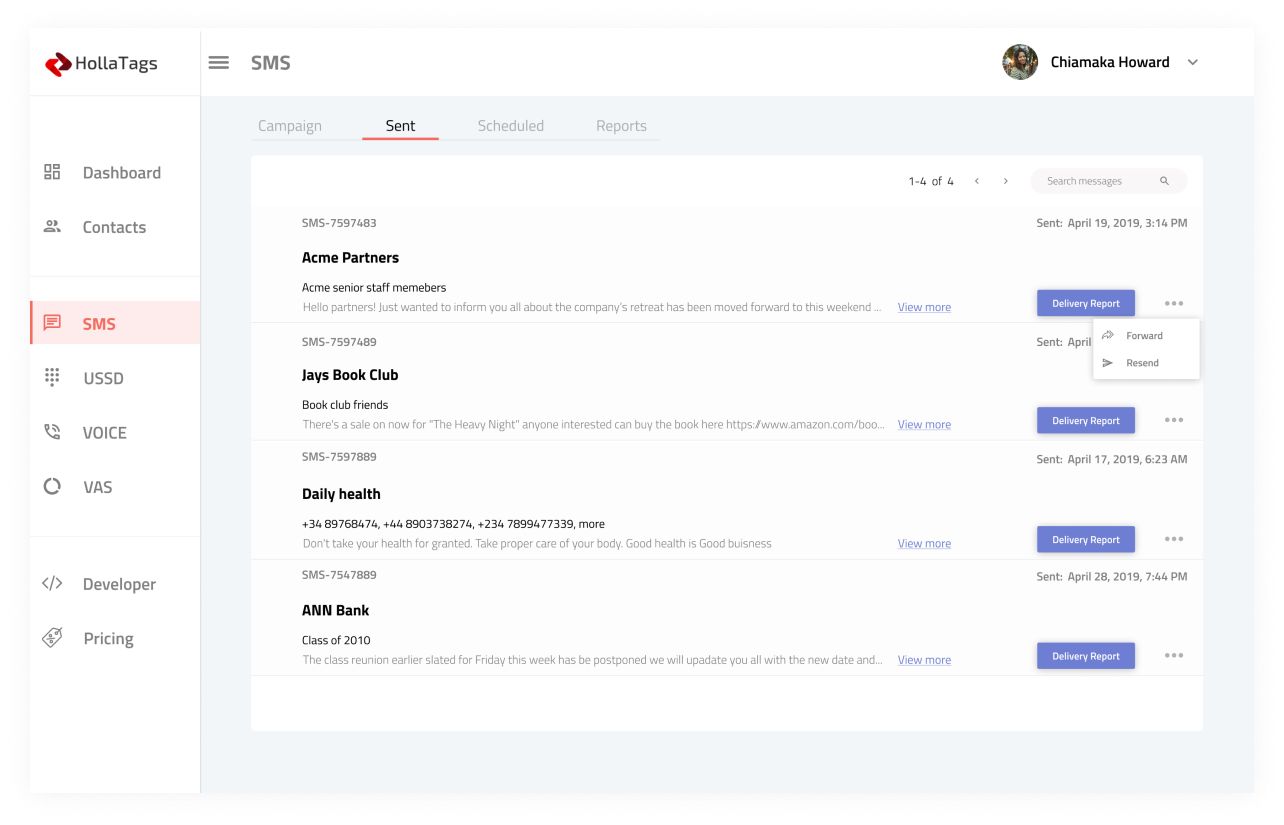 HollaTags
SMS
Chiamaka Howard
Campaign
Sent
Scheduled
Reports
Dashboard
Contacts
SMS
USSD
VOICE
VAS
Developer
Pricing
1-4 of 4
Search messages
SMS-7597483
Sent: April 19, 2019, 3:14 PM
Acme Partners
Acme senior staff memebers
Hello partners! Just wanted to inform you all about the company's retreat has been moved forward to this weekend ...
View more
Delivery Report
Forward
Resend
SMS-7597489
Sent: April
Jays Book Club
Book club friends
There's a sale on now for "The Heavy Night" anyone interested can buy the book here https://www.amazon.com/boo...
View more
Delivery Report
SMS-7597889
Sent: April 17, 2019, 6:23 AM
Daily health
+34 89768474, +44 8903738274, +234 7899477339, more
Don't take your health for granted. Take proper care of your body. Good health is Good buisness
View more
Delivery Report
SMS-7547889
Sent: April 28, 2019, 7:44 PM
ANN Bank
Class of 2010
The class reunion earlier slated for Friday this week has be postponed we will upadate you all with the new date and...
View more
Delivery Report